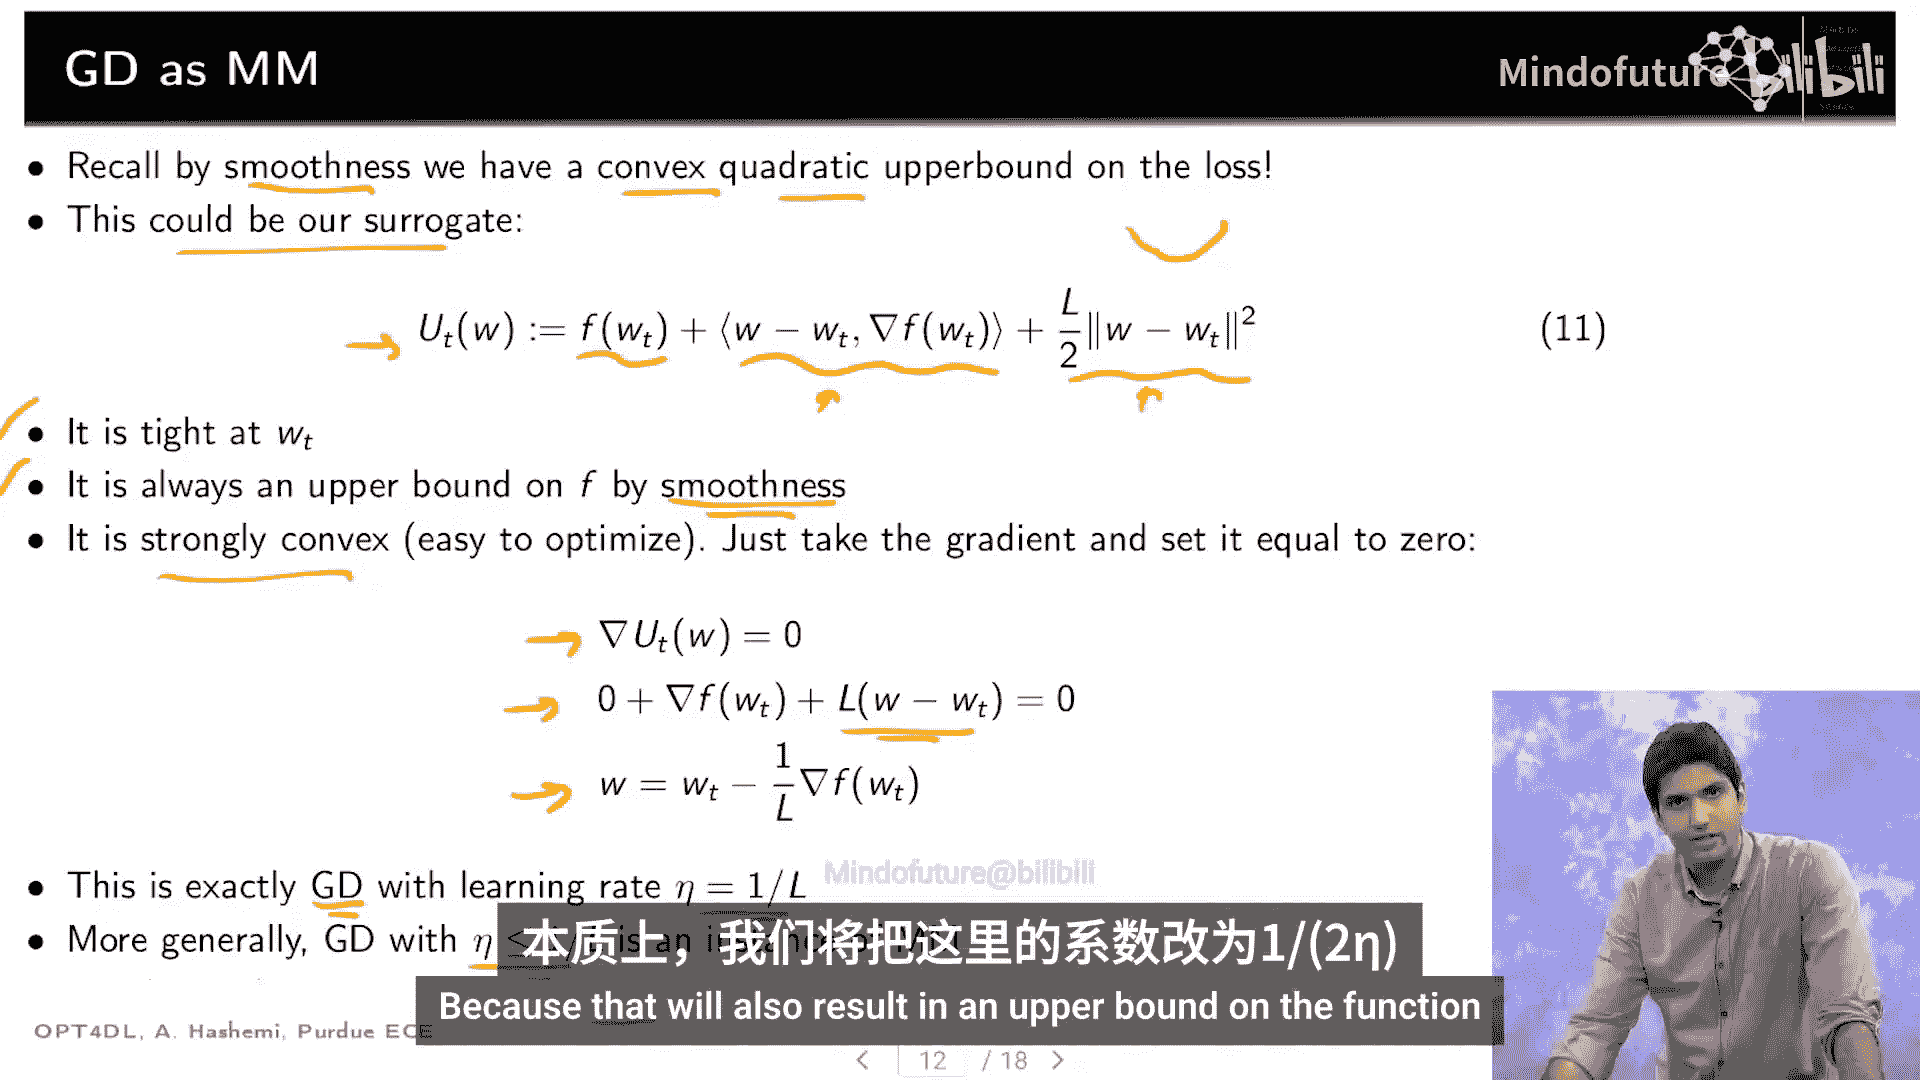 GD as MM
Mindofuture
bilibili
• Recall by smoothness we have a convex quadratic upperbound on the loss!
• This could be our surrogate:
U_t(w) := f(w_t) + ⟨w − w_t, ∇f(w_t)⟩ + L/2 ‖w − w_t‖² (11)
• It is tight at w_t
• It is always an upper bound on f by smoothness
• It is strongly convex (easy to optimize). Just take the gradient and set it equal to zero:
∇U_t(w) = 0
0 + ∇f(w_t) + L(w − w_t) = 0
w = w_t − 1/L ∇f(w_t)
Mindofuture@bilibili
• This is exactly GD with learning rate η = 1/L
• More generally, GD with η ≤ is an
本质上，我们将把这里的系数改为1/(2η)
Because that will also result in an upper bound on the function
OPT4DL, A. Hashemi, Purdue ECE
12 / 18